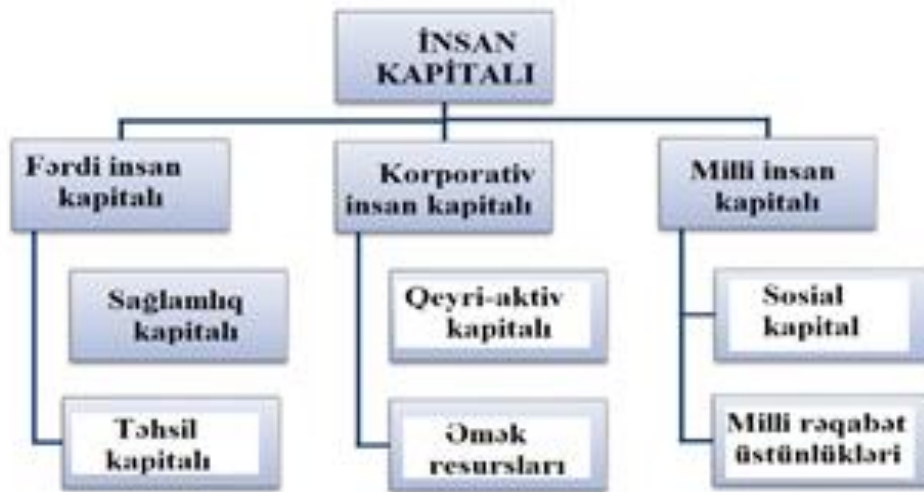 İNSAN
KAPİTALI
Fərdi insan
kapitalı
Korporativ
insan kapitalı
Milli insan
kapitalı
Sağlamlıq
kapitalı
Qeyri-aktiv
kapitalı
Sosial
kapital
Təhsil
kapitalı
Əmək
resursları
Milli rəqabət
üstünlükləri